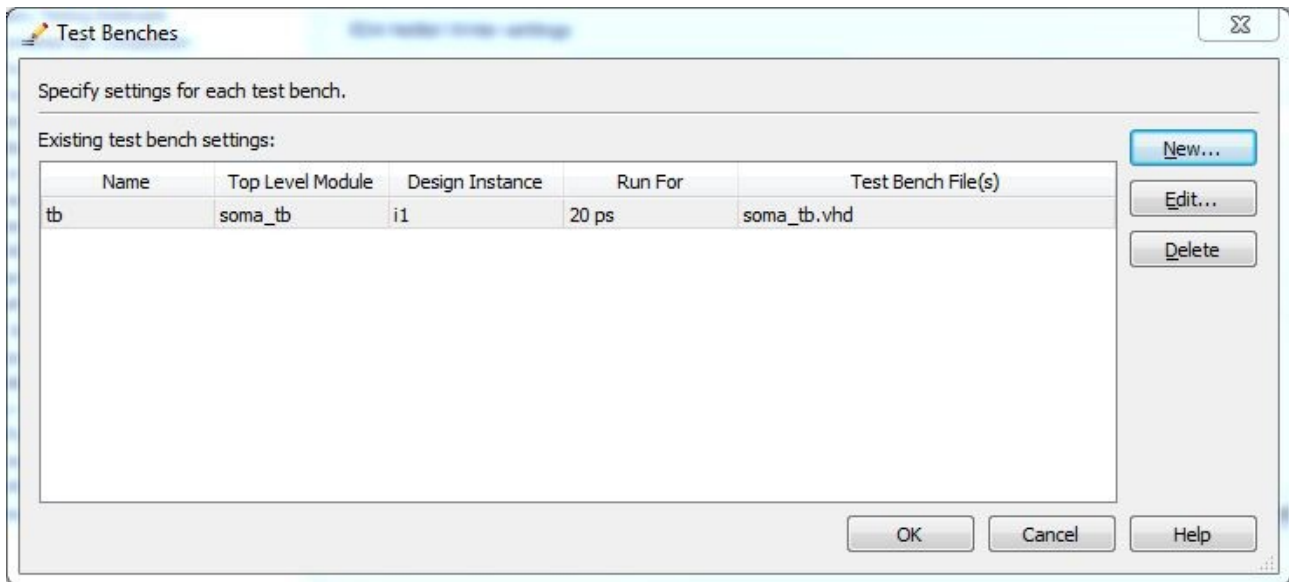 Test Benches
Specify settings for each test bench.
Existing test bench settings:
New...
Name Top Level Module Design Instance Run For Test Bench File(s)
tb soma_tb i1 20 ps soma_tb.vhd
Edit...
Delete
OK Cancel Help